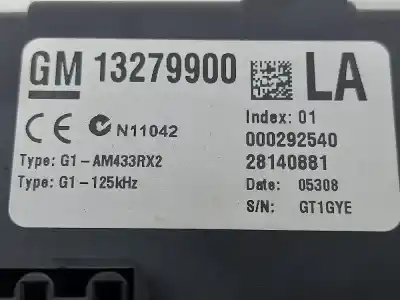 GM 13279900 LA
Index: 01
CE N11042 000292540
Type: G1-AM433RX2 28140881
Type: G1-125kHz Date: 05308
S/N: GT1GYE